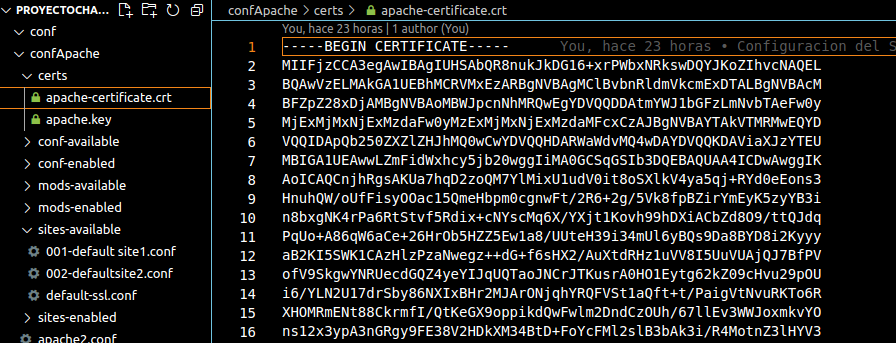 PROYECTOCHA...
conf
confApache
certs
apache-certificate.crt
apache.key
conf-available
conf-enabled
mods-available
mods-enabled
sites-available
001-default site1.conf
002-defaultsite2.conf
default-ssl.conf
sites-enabled
apache2.conf
confApache > certs > apache-certificate.crt
You, hace 23 horas | 1 author (You)
1 -----BEGIN CERTIFICATE----- You, hace 23 horas • Configuracion del S
2 MIIFjzCCA3egAwIBAgIUHSAbQR8nukJkDG16+xrPWbxNRkswDQYJKoZIhvcNAQEL
3 BQAwVzELMAkGA1UEBhMCRVMxEzARBgNVBAgMClBvbnRldmVkcmExDTALBgNVBAcM
4 BFZpZ28xDjAMBgNVBAoMBWJpcnNhMRQwEgYDVQQDDAtmYWJ1bGFzLmNvbTAeFw0y
5 MjExMjMxNjExMzdaFw0yMzExMjMxNjExMzdaMFcxCzAJBgNVBAYTAkVTMRMwEQYD
6 VQQIDApQb250ZXZlZHJhMQ0wCwYDVQQHDARWaWdvMQ4wDAYDVQQKDAViaXJzYTEU
7 MBIGA1UEAwwLZmFidWxhcy5jb20wggIiMA0GCSqGSIb3DQEBAQUAA4ICDwAwggIK
8 AoICAQCnjhRgsAKUa7hqD2zoQM7YlMixU1udV0it8oSXlkV4ya5qj+RYd0eEons3
9 HnuhQW/oUfFisyOOac15QmeHbpm0cgnwFt/2R6+2g/5Vk8fpBZirYmEyK5zyYB3i
10 n8bxgNK4rPa6RtStvf5Rdix+cNYscMq6X/YXjt1Kovh99hDXiACbZd8O9/ttQJdq
11 PqUo+A86qW6aCe+26HrOb5HZZ5Ew1a8/UUteH39i34mUl6yBQs9Da8BYD8i2Kyyy
12 aB2KI5SWK1CAzHlzPzaNwegz++dG+f6sHX2/AuXtdRHz1uVV8I5UuVUAjQJ7BfPV
13 ofV9SkgwYNRUecdGQZ4yeYIJqUQTaoJNCrJTKusrA0HO1Eytg62kZ09cHvu29pOU
14 i6/YLN2U17drSby86NXIxBHr2MJArONjqhYRQFVSt1aQft+t/PaigVtNvuRKTo6R
15 XHOMRmENt88CkrmfI/QtKeGX9oppikdQwFwlm2DndCzOUh/67llEv3WWJoxmkvYO
16 ns12x3ypA3nGRgy9FE38V2HDkXM34BtD+FoYcFMl2slB3bAk3i/R4MotnZ3lHYV3